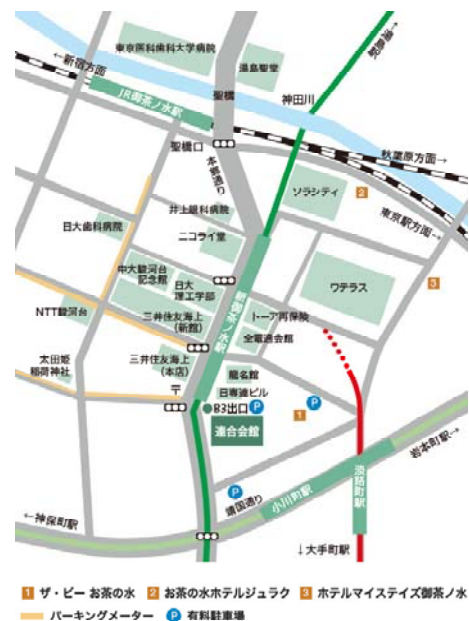 東京医科歯科大学病院
湯島聖堂
←湯島駅
←新宿方面
聖橋
神田川
JR御茶ノ水駅
聖橋口
本郷通り
秋葉原方面→
ソラシティ
2
東京駅方面→
井上眼科病院
日大歯科病院
ニコライ堂
3
中大駿河台
記念館
日大
理工学部
新御茶ノ水駅
ワテラス
NTT駿河台
三井住友海上
(新館)
トーア再保険
全電通会館
太田姫
稲荷神社
三井住友海上
(本店)
龍名館
〒
日専連ビル
B3出口
P
1
P
連合会館
岩本町駅→
淡路町駅
小川町駅
P
靖国通り
←神保町駅
↓大手町駅
1 ザ・ビー お茶の水 2 お茶の水ホテルジュラク 3 ホテルマイステイズ御茶ノ水
パーキングメーター P 有料駐車場